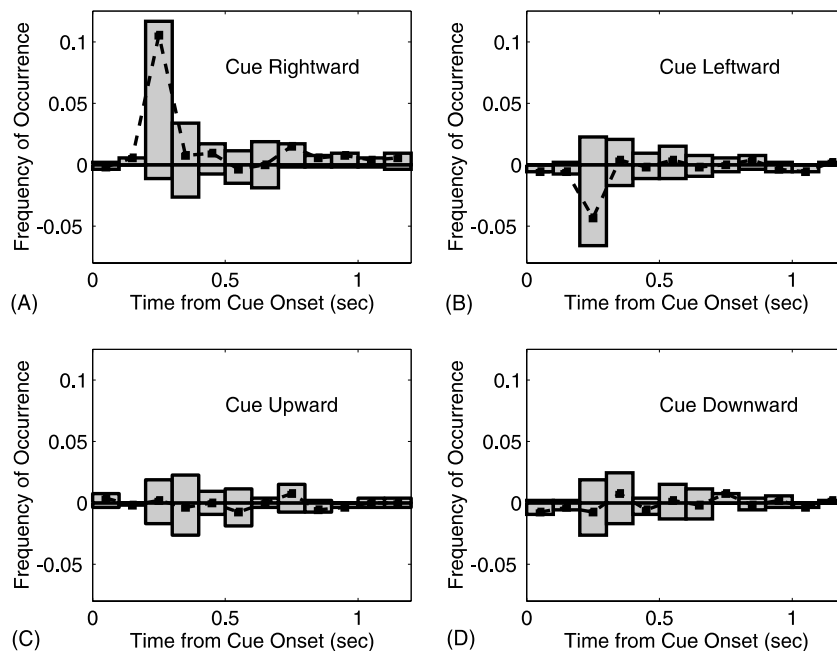 Frequency of Occurrence
0.1
0.05
0
-0.05
Cue Rightward
0
0.5
1
Time from Cue Onset (sec)
(A)
Frequency of Occurrence
0.1
0.05
0
-0.05
Cue Leftward
0
0.5
1
Time from Cue Onset (sec)
(B)
Frequency of Occurrence
0.1
0.05
0
-0.05
Cue Upward
0
0.5
1
Time from Cue Onset (sec)
(C)
Frequency of Occurrence
0.1
0.05
0
-0.05
Cue Downward
0
0.5
1
Time from Cue Onset (sec)
(D)